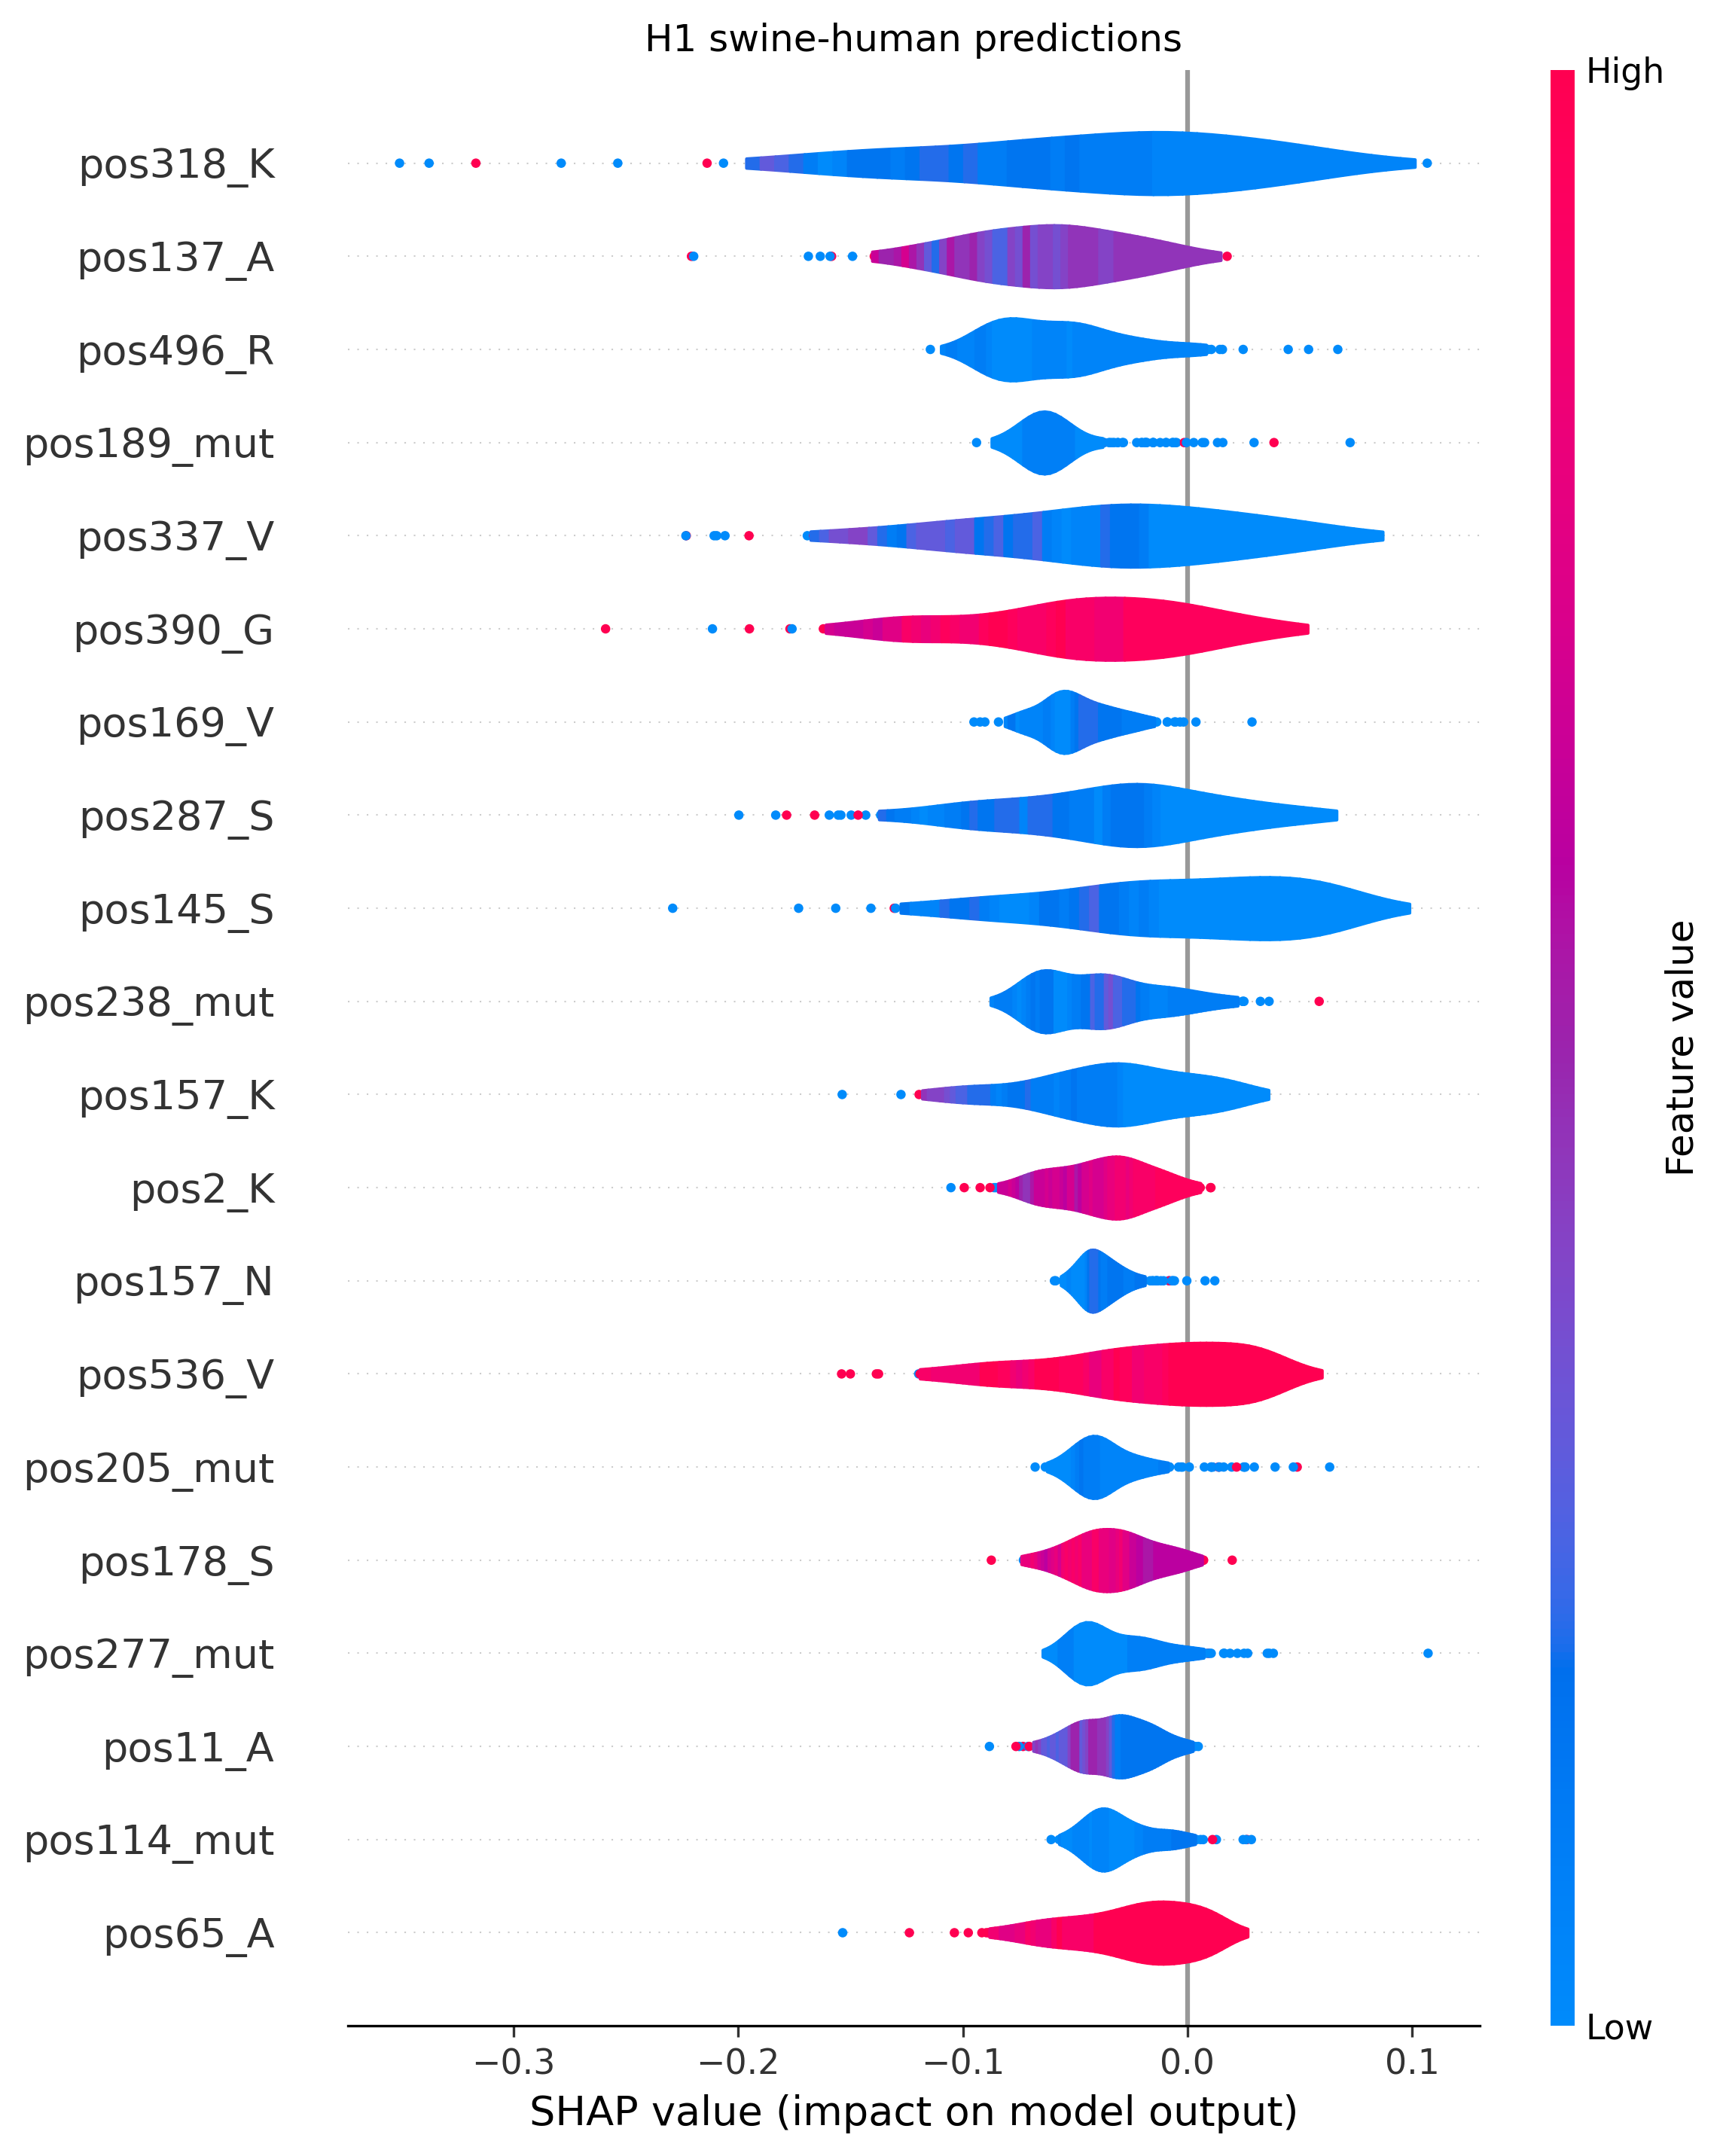 H1 swine-human predictions
High
pos318_K
pos137_A
pos496_R
pos189_mut
pos337_V
pos390_G
pos169_V
pos287_S
pos145_S
pos238_mut
pos157_K
pos2_K
pos157_N
pos536_V
pos205_mut
pos178_S
pos277_mut
pos11_A
pos114_mut
pos65_A
Feature value
Low
−0.3 −0.2 −0.1 0.0 0.1
SHAP value (impact on model output)